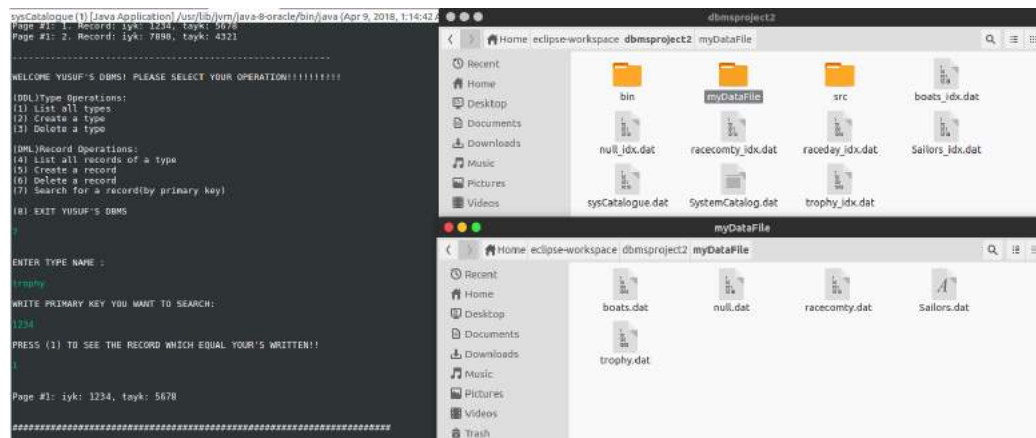 sysCatalogue (1) [Java Application] /usr/lib/jvm/java-8-oracle/bin/java (Apr 9, 2018, 1:14:42
Page #1: 1. Record: iyk: 1234, tayk: 5678
Page #1: 2. Record: iyk: 7898, tayk: 4321
------------------------------------------------------------
WELCOME YUSUF'S DBMS! PLEASE SELECT YOUR OPERATION!!!!!!!!!!
(DDL)Type Operations:
(1) List all types
(2) Create a type
(3) Delete a type
(DML)Record Operations:
(4) List all records of a type
(5) Create a record
(6) Delete a record
(7) Search for a record(by primary key)
(8) EXIT YUSUF'S DBMS
7
ENTER TYPE NAME :
trophy
WRITE PRIMARY KEY YOU WANT TO SEARCH:
1234
PRESS (1) TO SEE THE RECORD WHICH EQUAL YOUR'S WRITTEN!!
1
Page #1: iyk: 1234, tayk: 5678
######################################################################
dbmsproject2
Home eclipse-workspace dbmsproject2 myDataFile
Recent
Home
Desktop
Documents
Downloads
Music
Pictures
Videos
bin
myDataFile
src
boats_idx.dat
null_idx.dat
racecomty_idx.dat
raceday_idx.dat
Sailors_idx.dat
sysCatalogue.dat
SystemCatalog.dat
trophy_idx.dat
myDataFile
Home eclipse-workspace dbmsproject2 myDataFile
Recent
Home
Desktop
Documents
Downloads
Music
Pictures
Videos
Trash
boats.dat
null.dat
racecomty.dat
Sailors.dat
trophy.dat